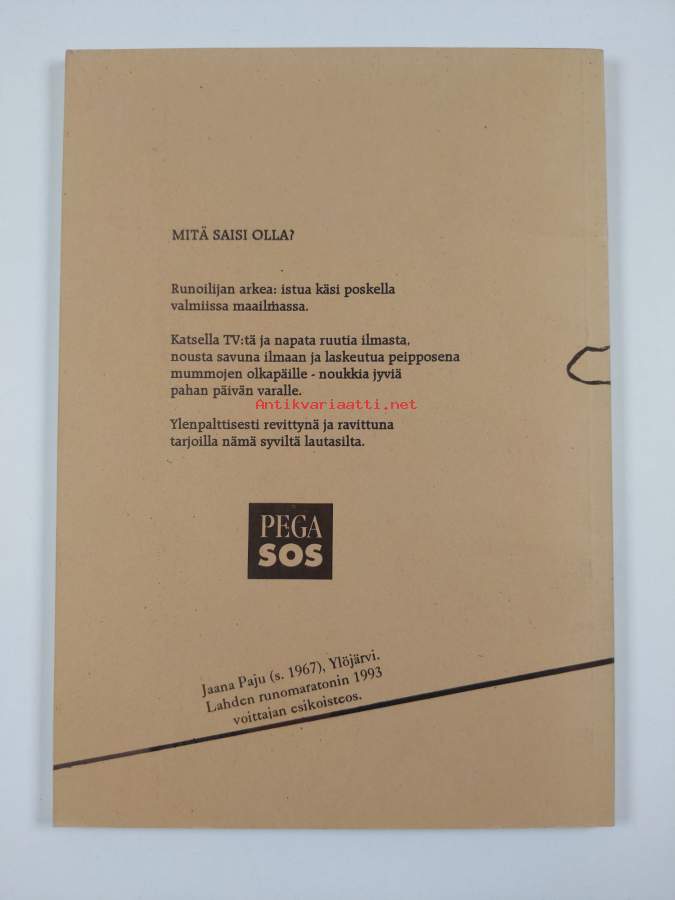 MITÄ SAISI OLLA?
Runoilijan arkea: istua käsi poskella
valmiissa maailmassa.
Katsella TV:tä ja napata ruutia ilmasta,
nousta savuna ilmaan ja laskeutua peipposena
mummojen olkapäille - noukkia jyviä
pahan päivän varalle.
Antikvariaatti.net
Ylenpalttisesti revittynä ja ravittuna
tarjoilla nämä syviltä lautasilta.
PEGA
SOS
Jaana Paju (s. 1967), Ylöjärvi.
Lahden runomaratonin 1993
voittajan esikoisteos.